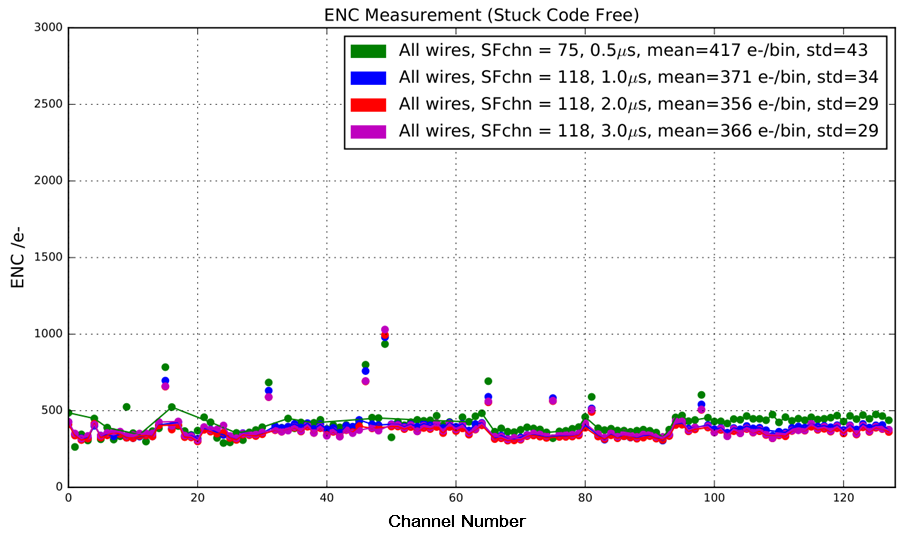 ENC Measurement (Stuck Code Free)
3000
All wires, SFchn = 75, 0.5μs, mean=417 e-/bin, std=43
All wires, SFchn = 118, 1.0μs, mean=371 e-/bin, std=34
All wires, SFchn = 118, 2.0μs, mean=356 e-/bin, std=29
All wires, SFchn = 118, 3.0μs, mean=366 e-/bin, std=29
2500
2000
1500
1000
500
0
ENC /e-
0 20 40 60 80 100 120
Channel Number